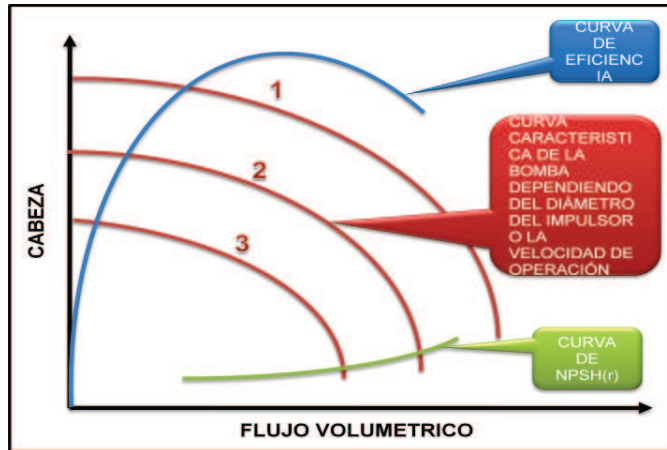 CURVA
DE
EFICIENC
IA
1
CURVA
CARACTERISTI
CA DE LA
BOMBA
DEPENDIENDO
DEL DIÁMETRO
DEL IMPULSOR
O LA
VELOCIDAD DE
OPERACIÓN
2
3
CABEZA
CURVA
DE
NPSH(r)
FLUJO VOLUMETRICO